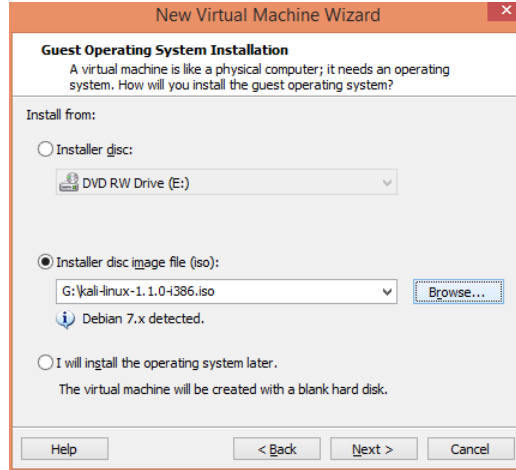 New Virtual Machine Wizard
Guest Operating System Installation
A virtual machine is like a physical computer; it needs an operating
system. How will you install the guest operating system?
Install from:
Installer disc:
DVD RW Drive (E:)
Installer disc image file (iso):
G:\kali-linux-1.1.0-i386.iso
Browse...
Debian 7.x detected.
I will install the operating system later.
The virtual machine will be created with a blank hard disk.
Help
< Back
Next >
Cancel